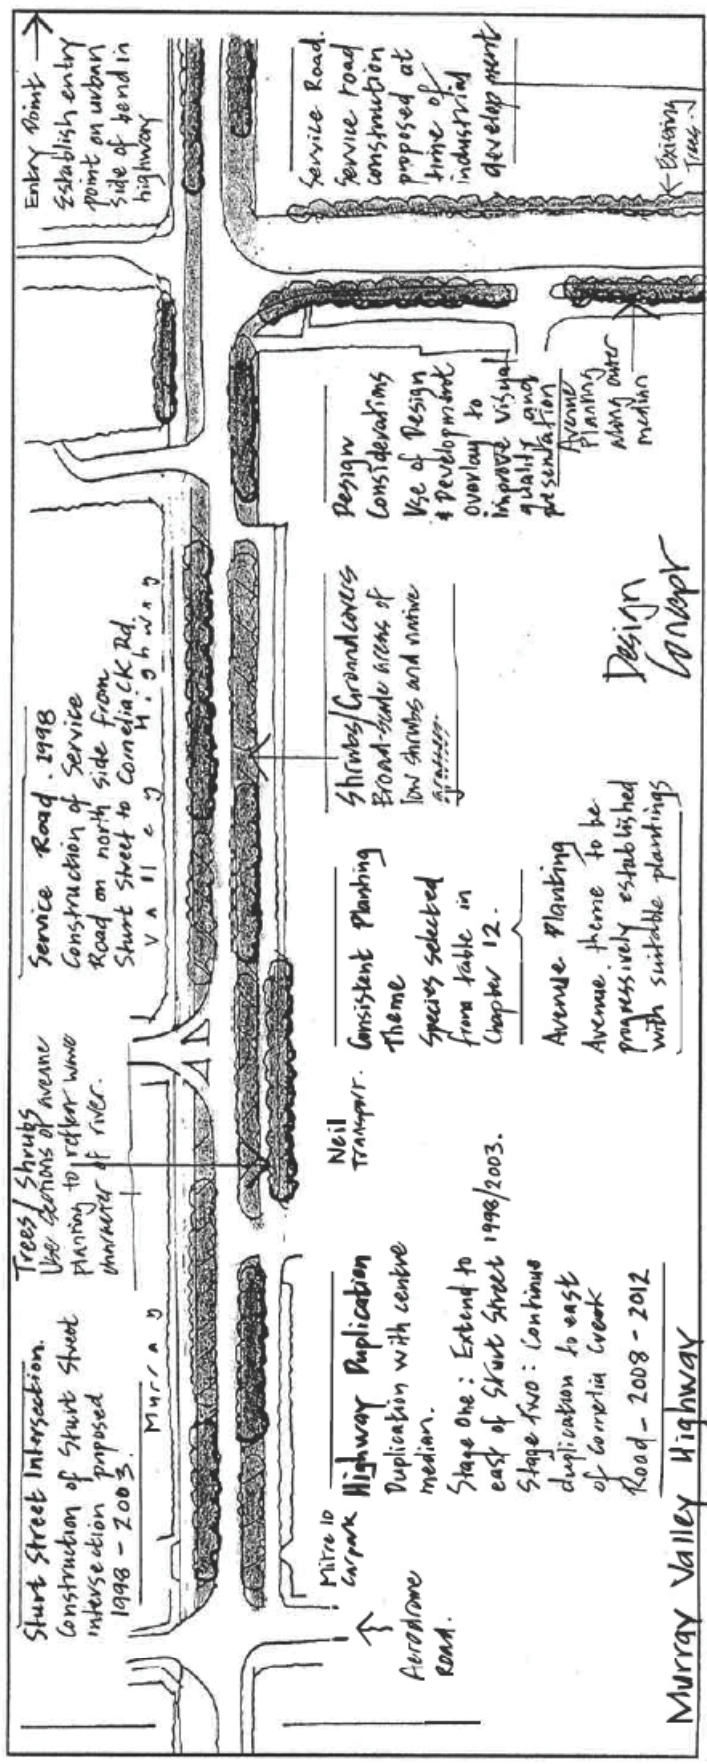 Sturt Street Intersection.
Construction of Sturt Street
intersection proposed
1998 - 2003.
Trees/Shrubs
Use sections of avenue
planting to reflect wave
character of river.
Service Road. 1998
Construction of Service
Road on north side from
Sturt Street to Cornelia CK Rd.
Entry Point
Establish entry
point on urban
side of bend in
highway
Murray Valley Highway
Mitre 10
Carpark
Aerodrome
Road.
Highway Duplication
Duplication with centre
median.
Stage One: Extend to
east of Sturt Street 1998/2003.
Stage Two: Continue
duplication to east
of Cornelia Creek
Road - 2008 - 2012
Neil
Transport.
Consistent Planting
Theme
Species selected
from table in
Chapter 12.
Avenue Planting
Avenue theme to be
progressively established
with suitable plantings
Shrubs/Groundcovers
Broad-scale areas of
low shrubs and native
grasses.
Design
Considerations
Use of Design
& Development
overlay to
improve visual
quality and
presentation
Avenue
Planting
along outer
median
Service Road.
Service road
construction
proposed at
time of
industrial
development
Existing
Trees.
Design
Concept
Murray Valley Highway